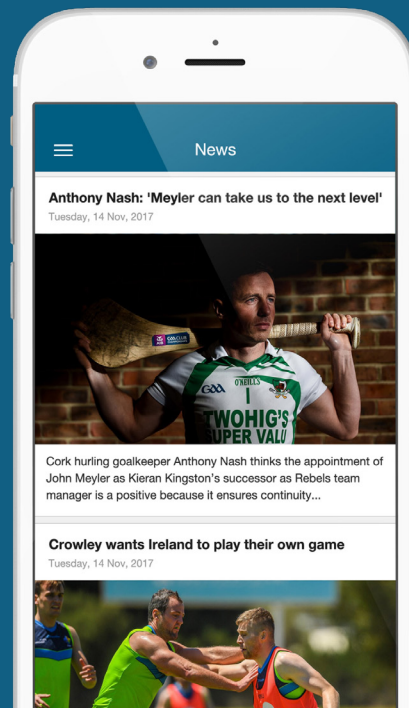 News
Anthony Nash: 'Meyler can take us to the next level'
Tuesday, 14 Nov, 2017
GAA CLUB
GAA
O'NEILLS
1
TWOHIG'S
SUPER VALU
Cork hurling goalkeeper Anthony Nash thinks the appointment of
John Meyler as Kieran Kingston's successor as Rebels team
manager is a positive because it ensures continuity...
Crowley wants Ireland to play their own game
Tuesday, 14 Nov, 2017